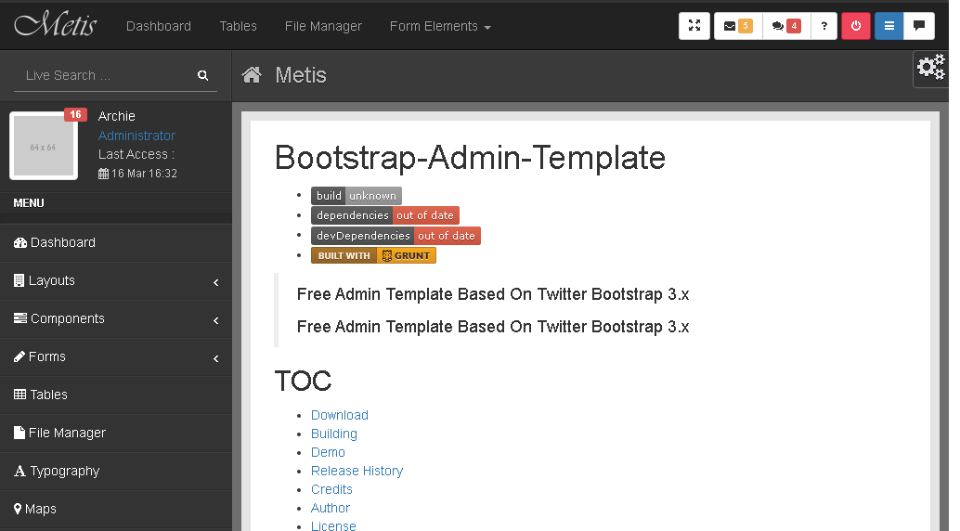 Metis Dashboard Tables File Manager Form Elements 5 4 ?
Live Search ...
Metis
16
64 x 64
Archie
Administrator
Last Access :
16 Mar 16:32
MENU
Dashboard
Layouts
Components
Forms
Tables
File Manager
Typography
Maps
Bootstrap-Admin-Template
build unknown
dependencies out of date
devDependencies out of date
BUILT WITH GRUNT
Free Admin Template Based On Twitter Bootstrap 3.x
Free Admin Template Based On Twitter Bootstrap 3.x
TOC
Download
Building
Demo
Release History
Credits
Author
License